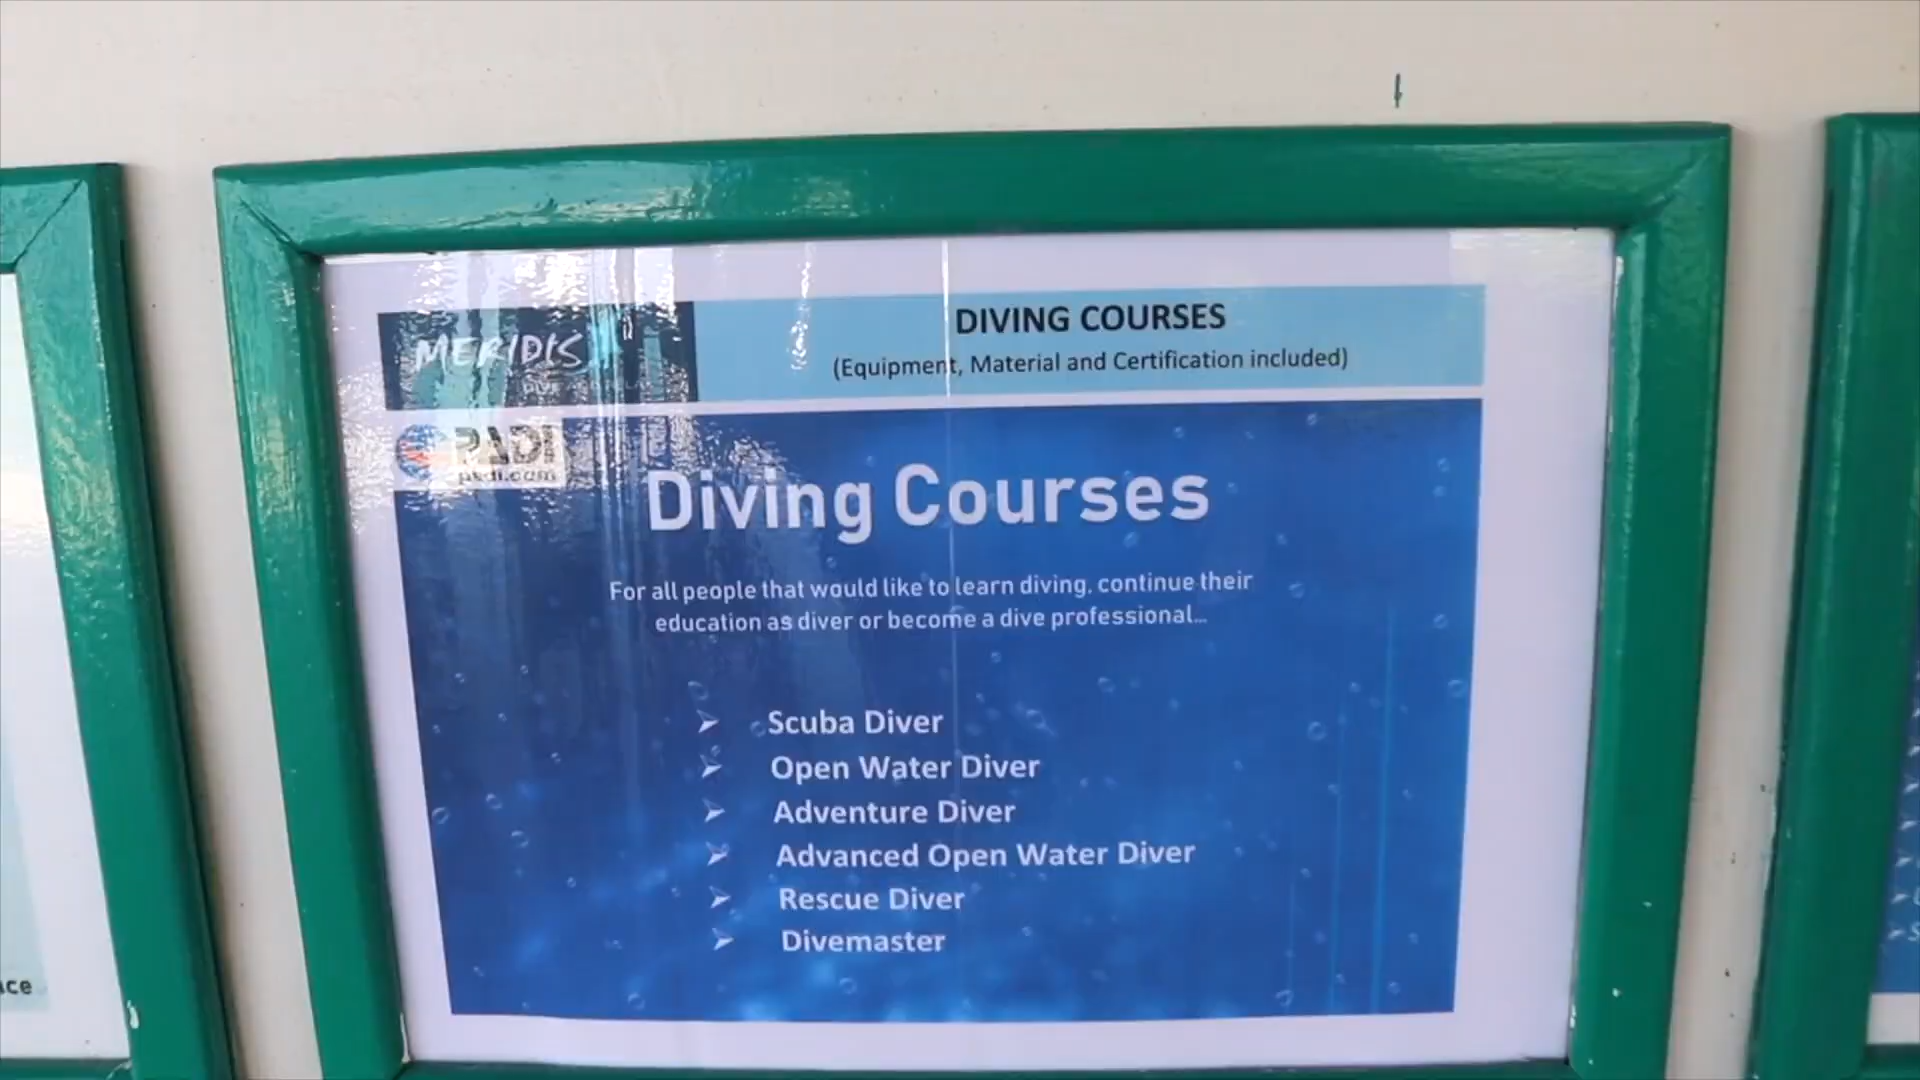 MERIDIS
DIVING COURSES
(Equipment, Material and Certification included)
PADI
padi.com
Diving Courses
For all people that would like to learn diving, continue their
education as diver or become a dive professional...
➢ Scuba Diver
➢ Open Water Diver
➢ Adventure Diver
➢ Advanced Open Water Diver
➢ Rescue Diver
➢ Divemaster